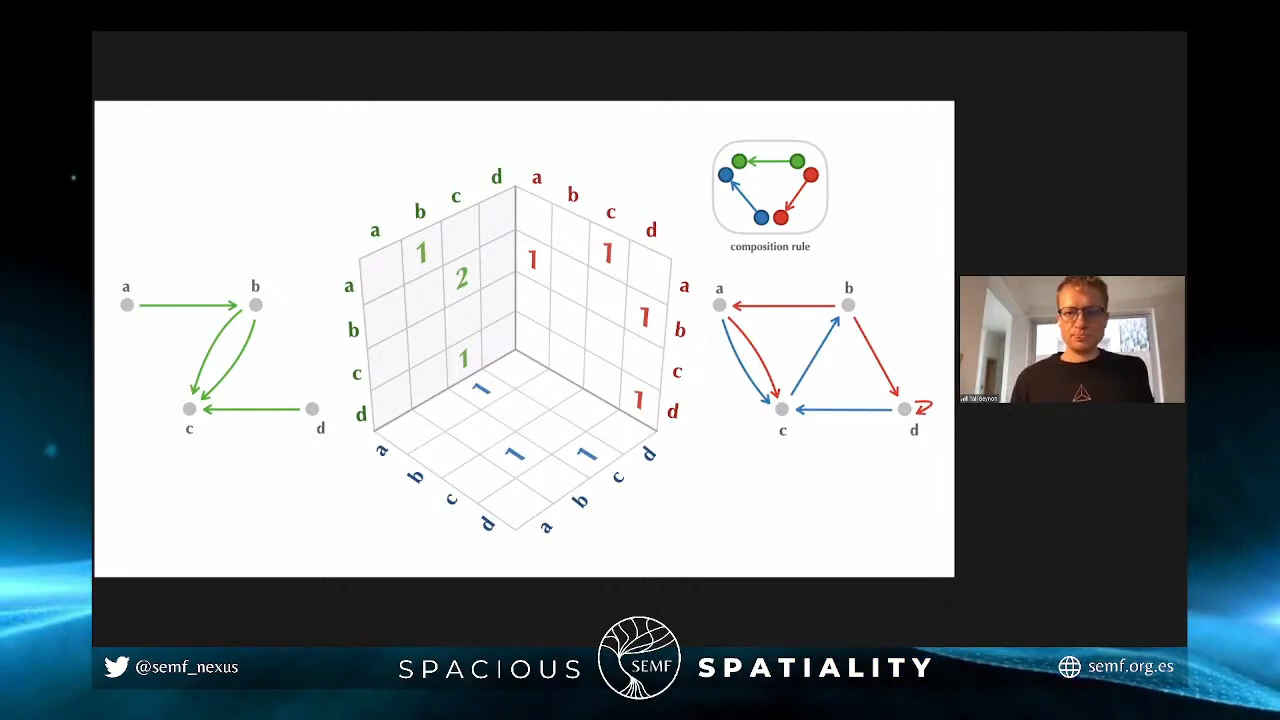 composition rule
d a
c b
b c
a d
1 1
a 2 1 a
b 1 b
c 1 c
d 1 d
1
1 1
a d
b c
c b
d a
a b
c d
a b
c d
2
@semf_nexus
SPACIOUS SEMF SPATIALITY
semf.org.es